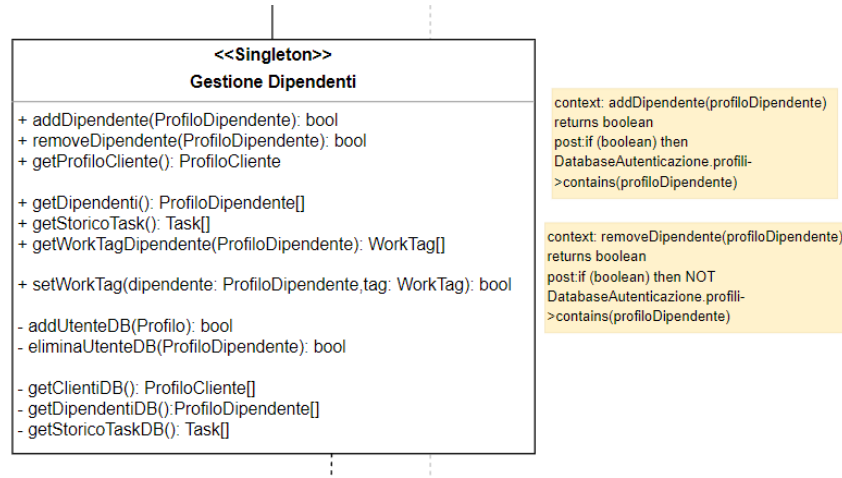 <<Singleton>>
Gestione Dipendenti
+ addDipendente(ProfiloDipendente): bool
+ removeDipendente(ProfiloDipendente): bool
+ getProfiloCliente(): ProfiloCliente
+ getDipendenti(): ProfiloDipendente[]
+ getStoricoTask(): Task[]
+ getWorkTagDipendente(ProfiloDipendente): WorkTag[]
+ setWorkTag(dipendente: ProfiloDipendente,tag: WorkTag): bool
- addUtenteDB(Profilo): bool
- eliminaUtenteDB(ProfiloDipendente): bool
- getClientiDB(): ProfiloCliente[]
- getDipendentiDB():ProfiloDipendente[]
- getStoricoTaskDB(): Task[]
context: addDipendente(profiloDipendente)
returns boolean
post:if (boolean) then
DatabaseAutenticazione.profili-
>contains(profiloDipendente)
context: removeDipendente(profiloDipendente)
returns boolean
post:if (boolean) then NOT
DatabaseAutenticazione.profili-
>contains(profiloDipendente)